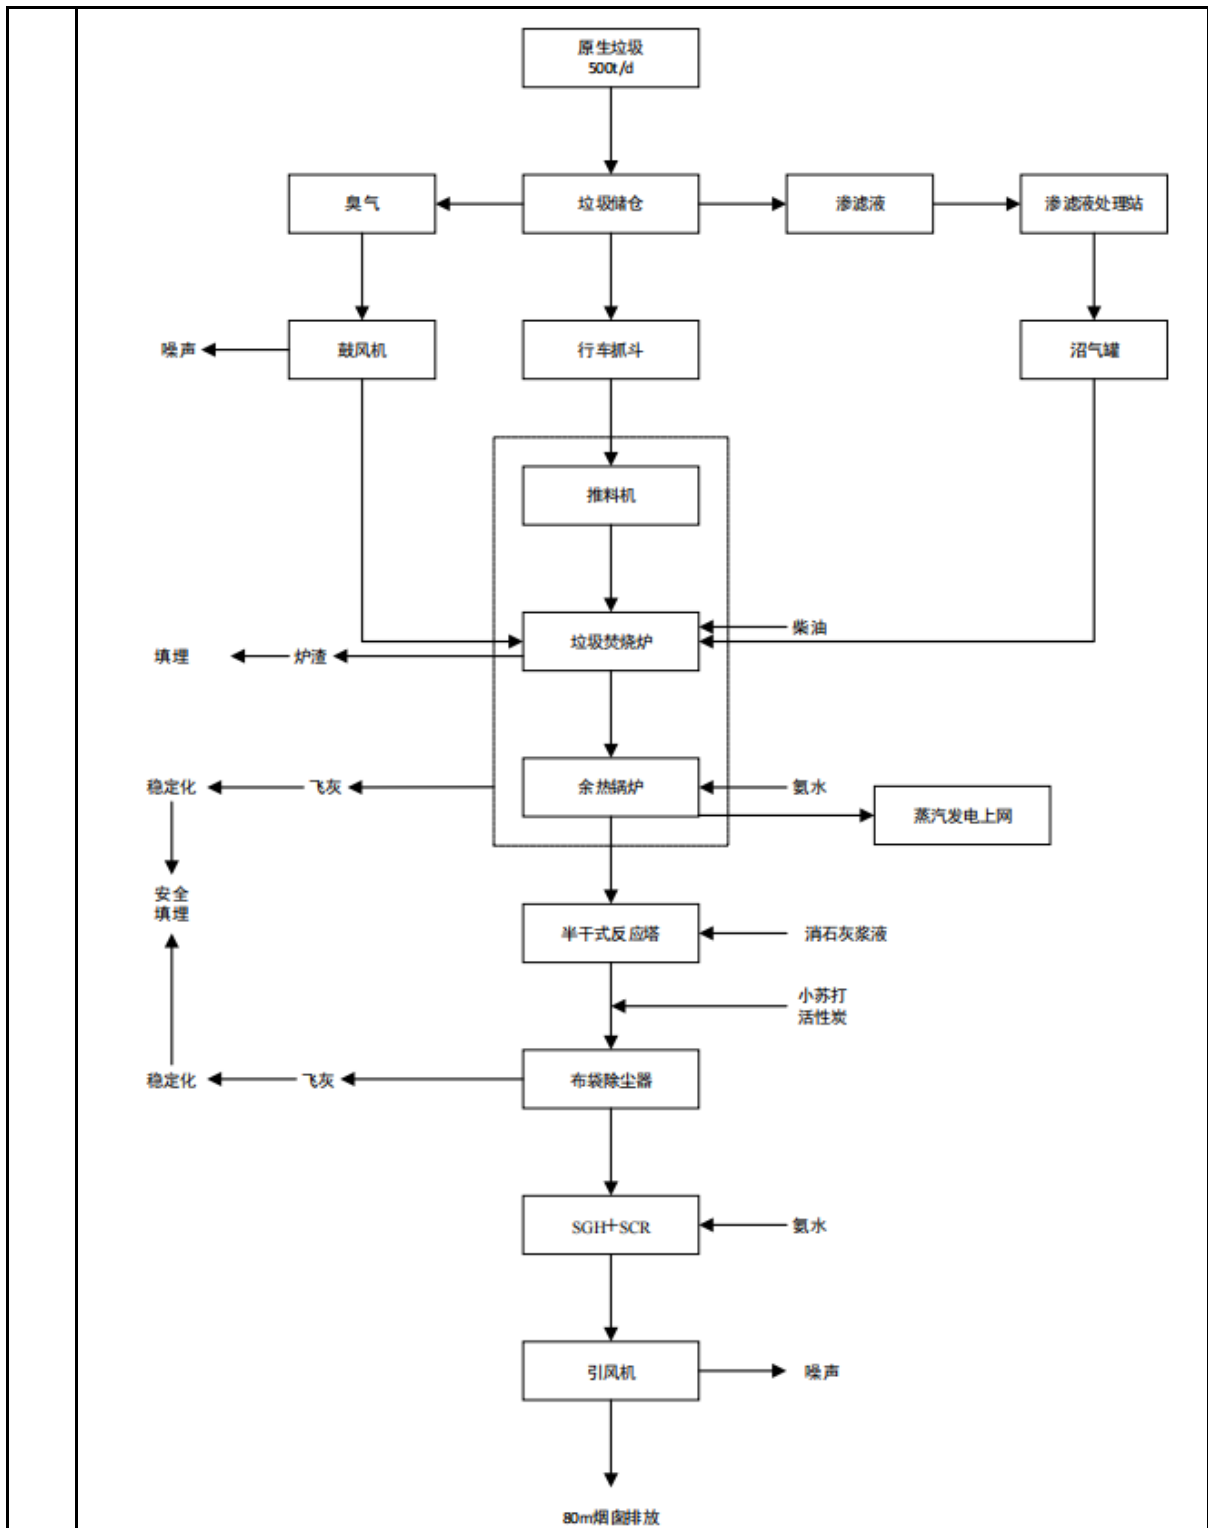 原生垃圾
500t/d
臭气
垃圾储仓
渗滤液
渗滤液处理站
噪声
鼓风机
行车抓斗
沼气罐
推料机
垃圾焚烧炉
柴油
填埋
炉渣
稳定化
飞灰
余热锅炉
氨水
蒸汽发电上网
安全
填埋
半干式反应塔
消石灰浆液
小苏打
活性炭
稳定化
飞灰
布袋除尘器
SGH+SCR
氨水
引风机
噪声
80m烟囱排放